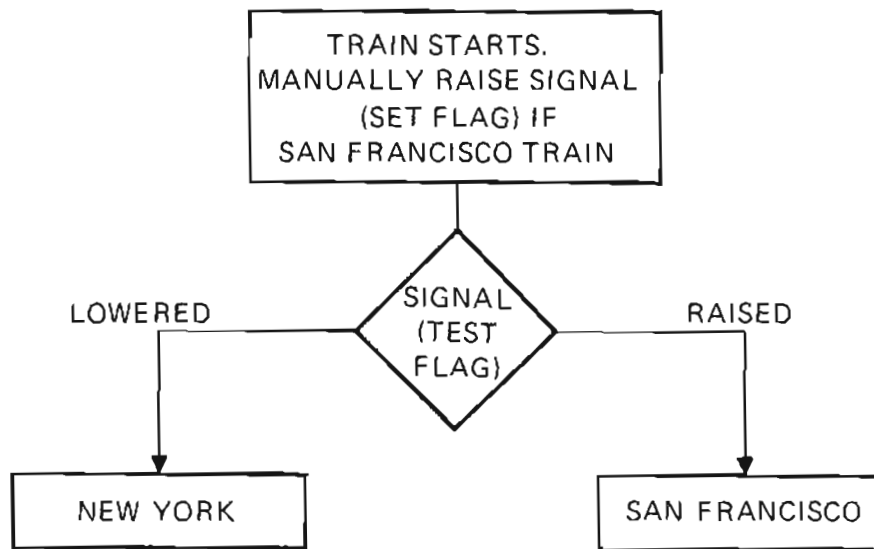 TRAIN STARTS.
MANUALLY RAISE SIGNAL
(SET FLAG) IF
SAN FRANCISCO TRAIN
SIGNAL
(TEST
FLAG)
LOWERED
RAISED
NEW YORK
SAN FRANCISCO